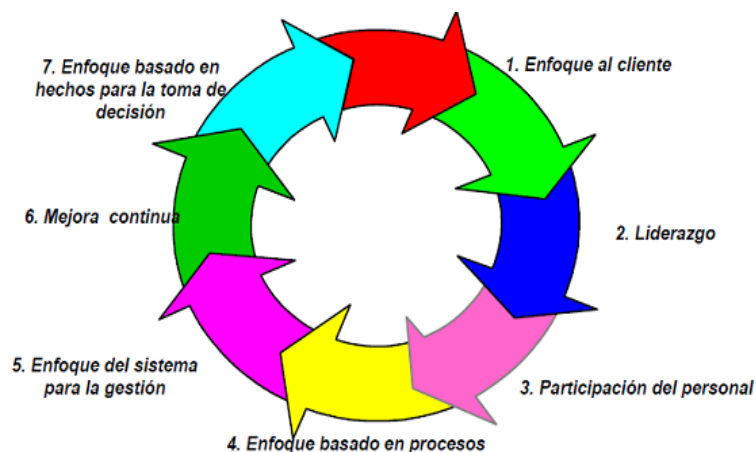 1. Enfoque al cliente
2. Liderazgo
3. Participación del personal
4. Enfoque basado en procesos
5. Enfoque del sistema
para la gestión
6. Mejora continua
7. Enfoque basado en
hechos para la toma de
decisión